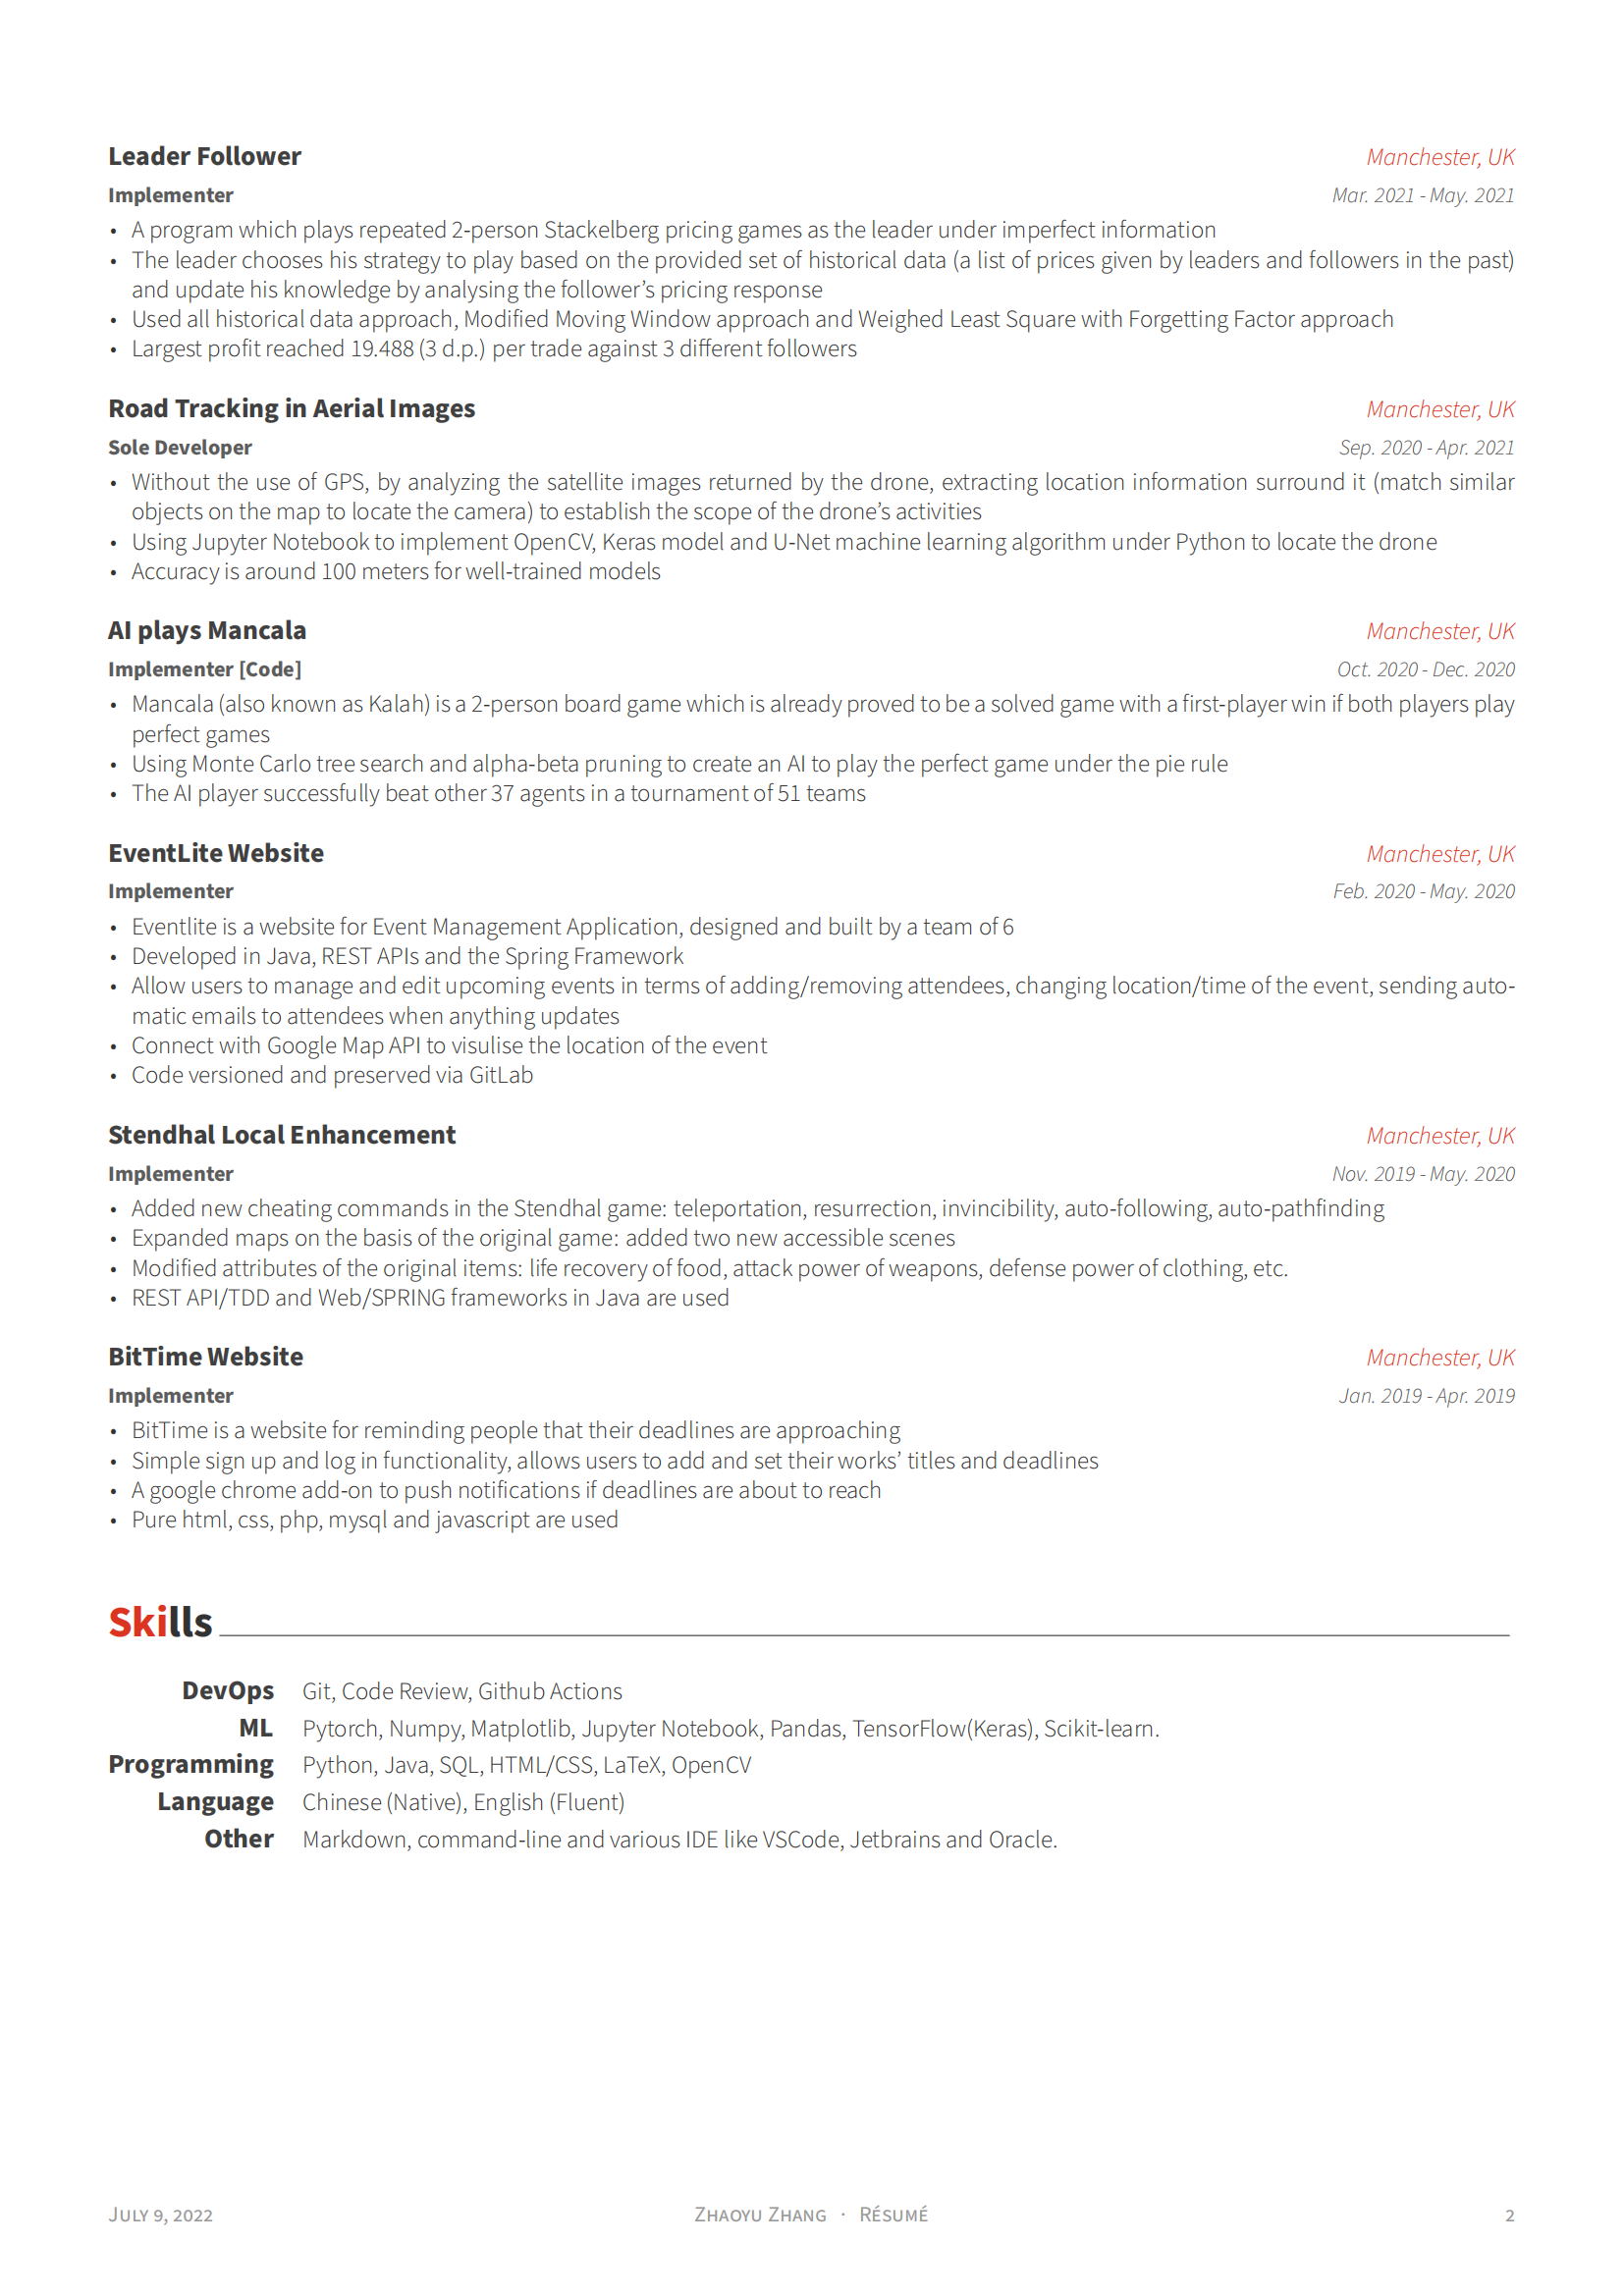 Leader Follower Manchester, UK
Implementer Mar. 2021 - May. 2021
• A program which plays repeated 2-person Stackelberg pricing games as the leader under imperfect information
• The leader chooses his strategy to play based on the provided set of historical data (a list of prices given by leaders and followers in the past)
and update his knowledge by analysing the follower’s pricing response
• Used all historical data approach, Modified Moving Window approach and Weighed Least Square with Forgetting Factor approach
• Largest profit reached 19.488 (3 d.p.) per trade against 3 different followers
Road Tracking in Aerial Images Manchester, UK
Sole Developer Sep. 2020 - Apr. 2021
• Without the use of GPS, by analyzing the satellite images returned by the drone, extracting location information surround it (match similar
objects on the map to locate the camera) to establish the scope of the drone’s activities
• Using Jupyter Notebook to implement OpenCV, Keras model and U-Net machine learning algorithm under Python to locate the drone
• Accuracy is around 100 meters for well-trained models
AI plays Mancala Manchester, UK
Implementer [Code] Oct. 2020 - Dec. 2020
• Mancala (also known as Kalah) is a 2-person board game which is already proved to be a solved game with a first-player win if both players play
perfect games
• Using Monte Carlo tree search and alpha-beta pruning to create an AI to play the perfect game under the pie rule
• The AI player successfully beat other 37 agents in a tournament of 51 teams
EventLite Website Manchester, UK
Implementer Feb. 2020 - May. 2020
• Eventlite is a website for Event Management Application, designed and built by a team of 6
• Developed in Java, REST APIs and the Spring Framework
• Allow users to manage and edit upcoming events in terms of adding/removing attendees, changing location/time of the event, sending auto-
matic emails to attendees when anything updates
• Connect with Google Map API to visulise the location of the event
• Code versioned and preserved via GitLab
Stendhal Local Enhancement Manchester, UK
Implementer Nov. 2019 - May. 2020
• Added new cheating commands in the Stendhal game: teleportation, resurrection, invincibility, auto-following, auto-pathfinding
• Expanded maps on the basis of the original game: added two new accessible scenes
• Modified attributes of the original items: life recovery of food, attack power of weapons, defense power of clothing, etc.
• REST API/TDD and Web/SPRING frameworks in Java are used
BitTime Website Manchester, UK
Implementer Jan. 2019 - Apr. 2019
• BitTime is a website for reminding people that their deadlines are approaching
• Simple sign up and log in functionality, allows users to add and set their works’ titles and deadlines
• A google chrome add-on to push notifications if deadlines are about to reach
• Pure html, css, php, mysql and javascript are used
Skills
DevOps Git, Code Review, Github Actions
ML Pytorch, Numpy, Matplotlib, Jupyter Notebook, Pandas, TensorFlow(Keras), Scikit-learn.
Programming Python, Java, SQL, HTML/CSS, LaTeX, OpenCV
Language Chinese (Native), English (Fluent)
Other Markdown, command-line and various IDE like VSCode, Jetbrains and Oracle.
July 9, 2022 Zhaoyu Zhang · Résumé 2